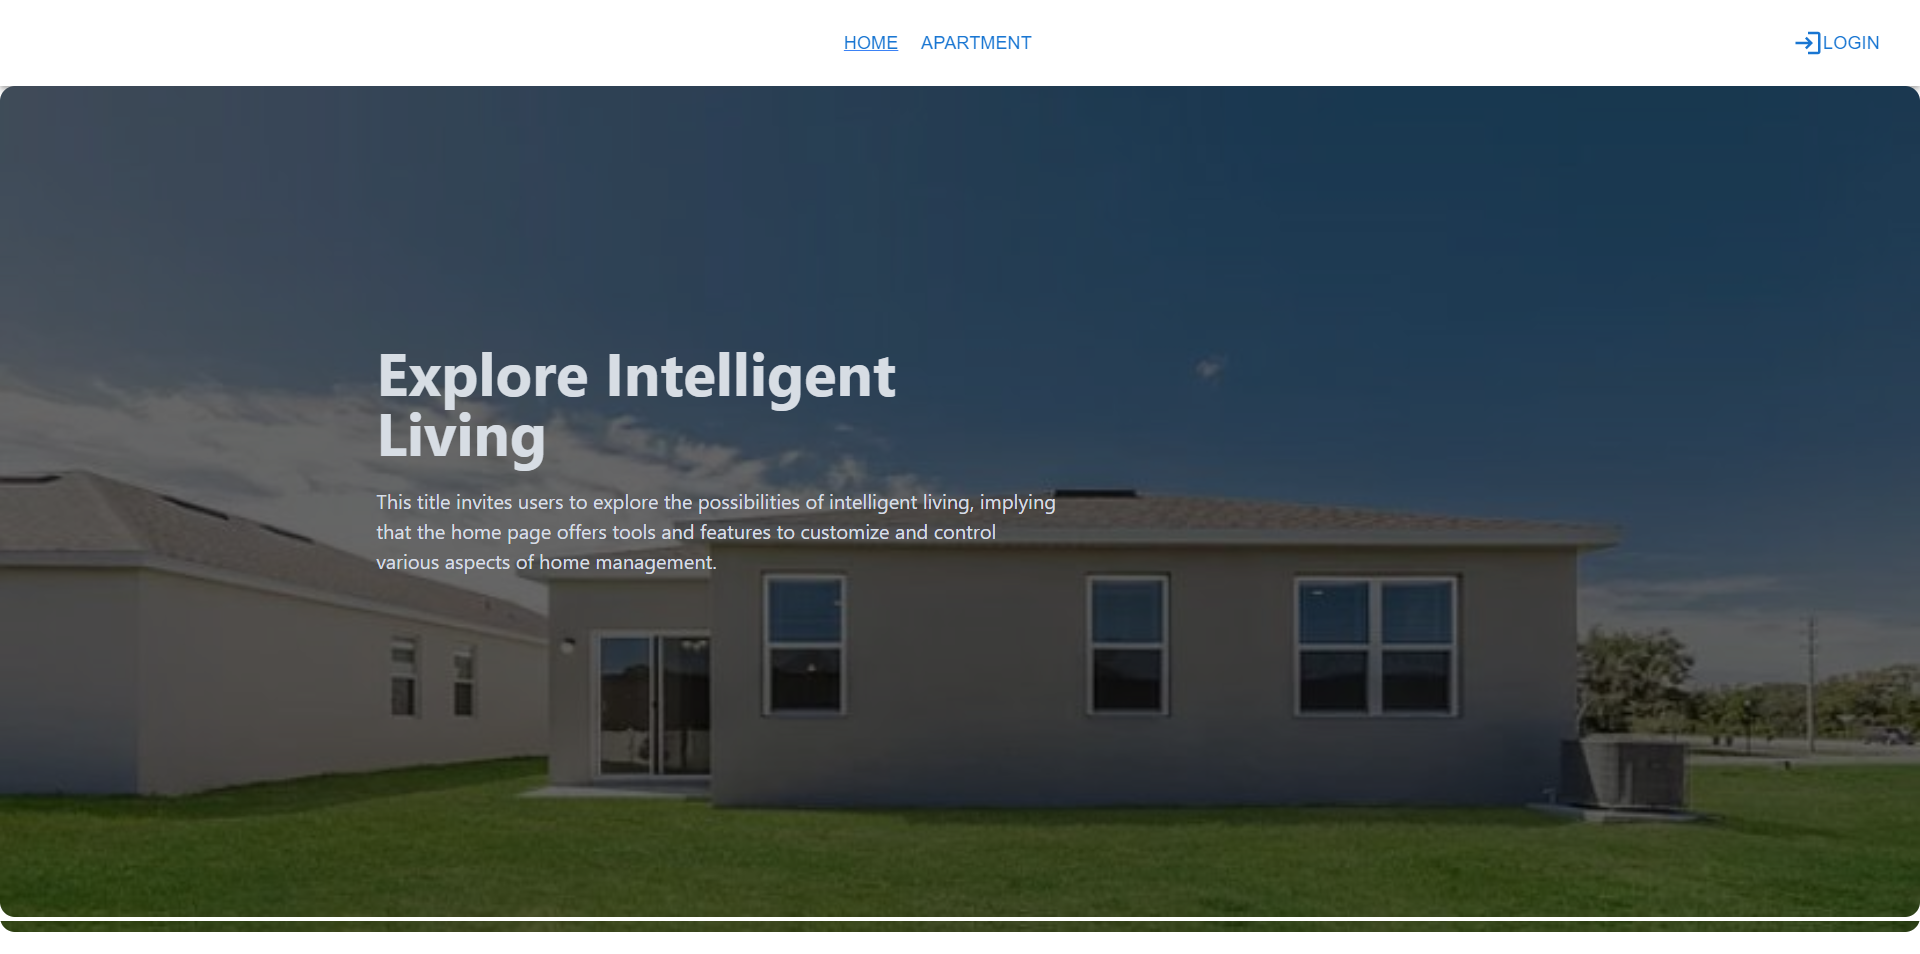 HOME APARTMENT LOGIN
Explore Intelligent
Living
This title invites users to explore the possibilities of intelligent living, implying
that the home page offers tools and features to customize and control
various aspects of home management.